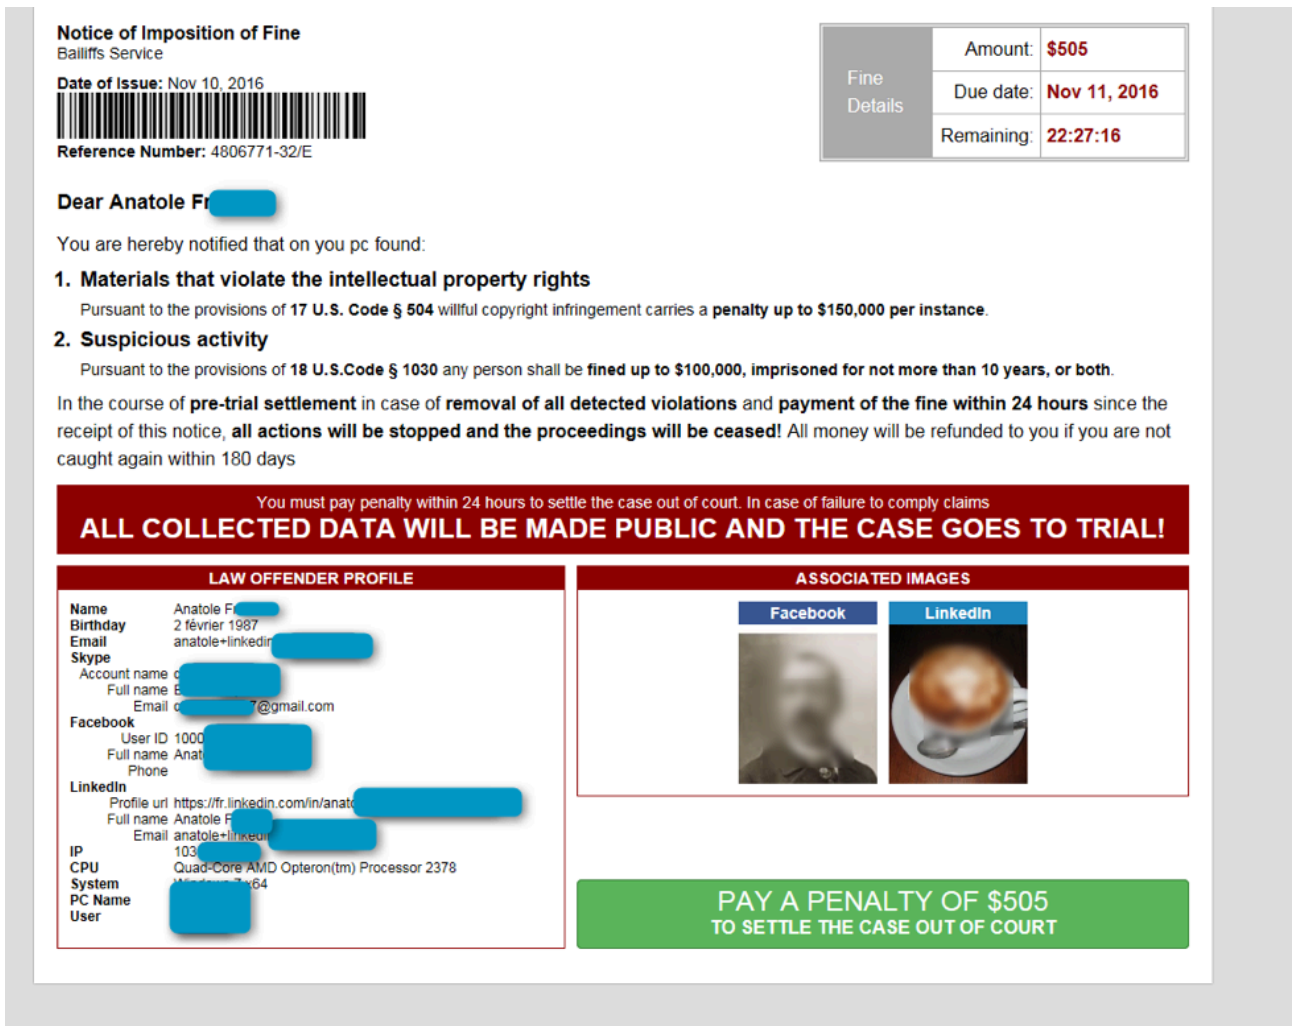 Notice of Imposition of Fine
Bailiffs Service
Date of Issue: Nov 10, 2016
Reference Number: 4806771-32/E
Fine Details
Amount: $505
Due date: Nov 11, 2016
Remaining: 22:27:16
Dear Anatole
You are hereby notified that on you pc found:
1. Materials that violate the intellectual property rights
Pursuant to the provisions of 17 U.S. Code § 504 willful copyright infringement carries a penalty up to $150,000 per instance.
2. Suspicious activity
Pursuant to the provisions of 18 U.S.Code § 1030 any person shall be fined up to $100,000, imprisoned for not more than 10 years, or both.
In the course of pre-trial settlement in case of removal of all detected violations and payment of the fine within 24 hours since the
receipt of this notice, all actions will be stopped and the proceedings will be ceased! All money will be refunded to you if you are not
caught again within 180 days
You must pay penalty within 24 hours to settle the case out of court. In case of failure to comply claims
ALL COLLECTED DATA WILL BE MADE PUBLIC AND THE CASE GOES TO TRIAL!
LAW OFFENDER PROFILE
Name Anatole
Birthday 2 février 1987
Email anatole+linkedin
Skype
Account name
Full name
Email @gmail.com
Facebook
User ID 1000
Full name Anat
Phone
LinkedIn
Profile url https://fr.linkedin.com/in/anato
Full name Anatole
Email anatole+linkedin
IP 103
CPU Quad-Core AMD Opteron(tm) Processor 2378
System x64
PC Name
User
ASSOCIATED IMAGES
Facebook
LinkedIn
PAY A PENALTY OF $505
TO SETTLE THE CASE OUT OF COURT